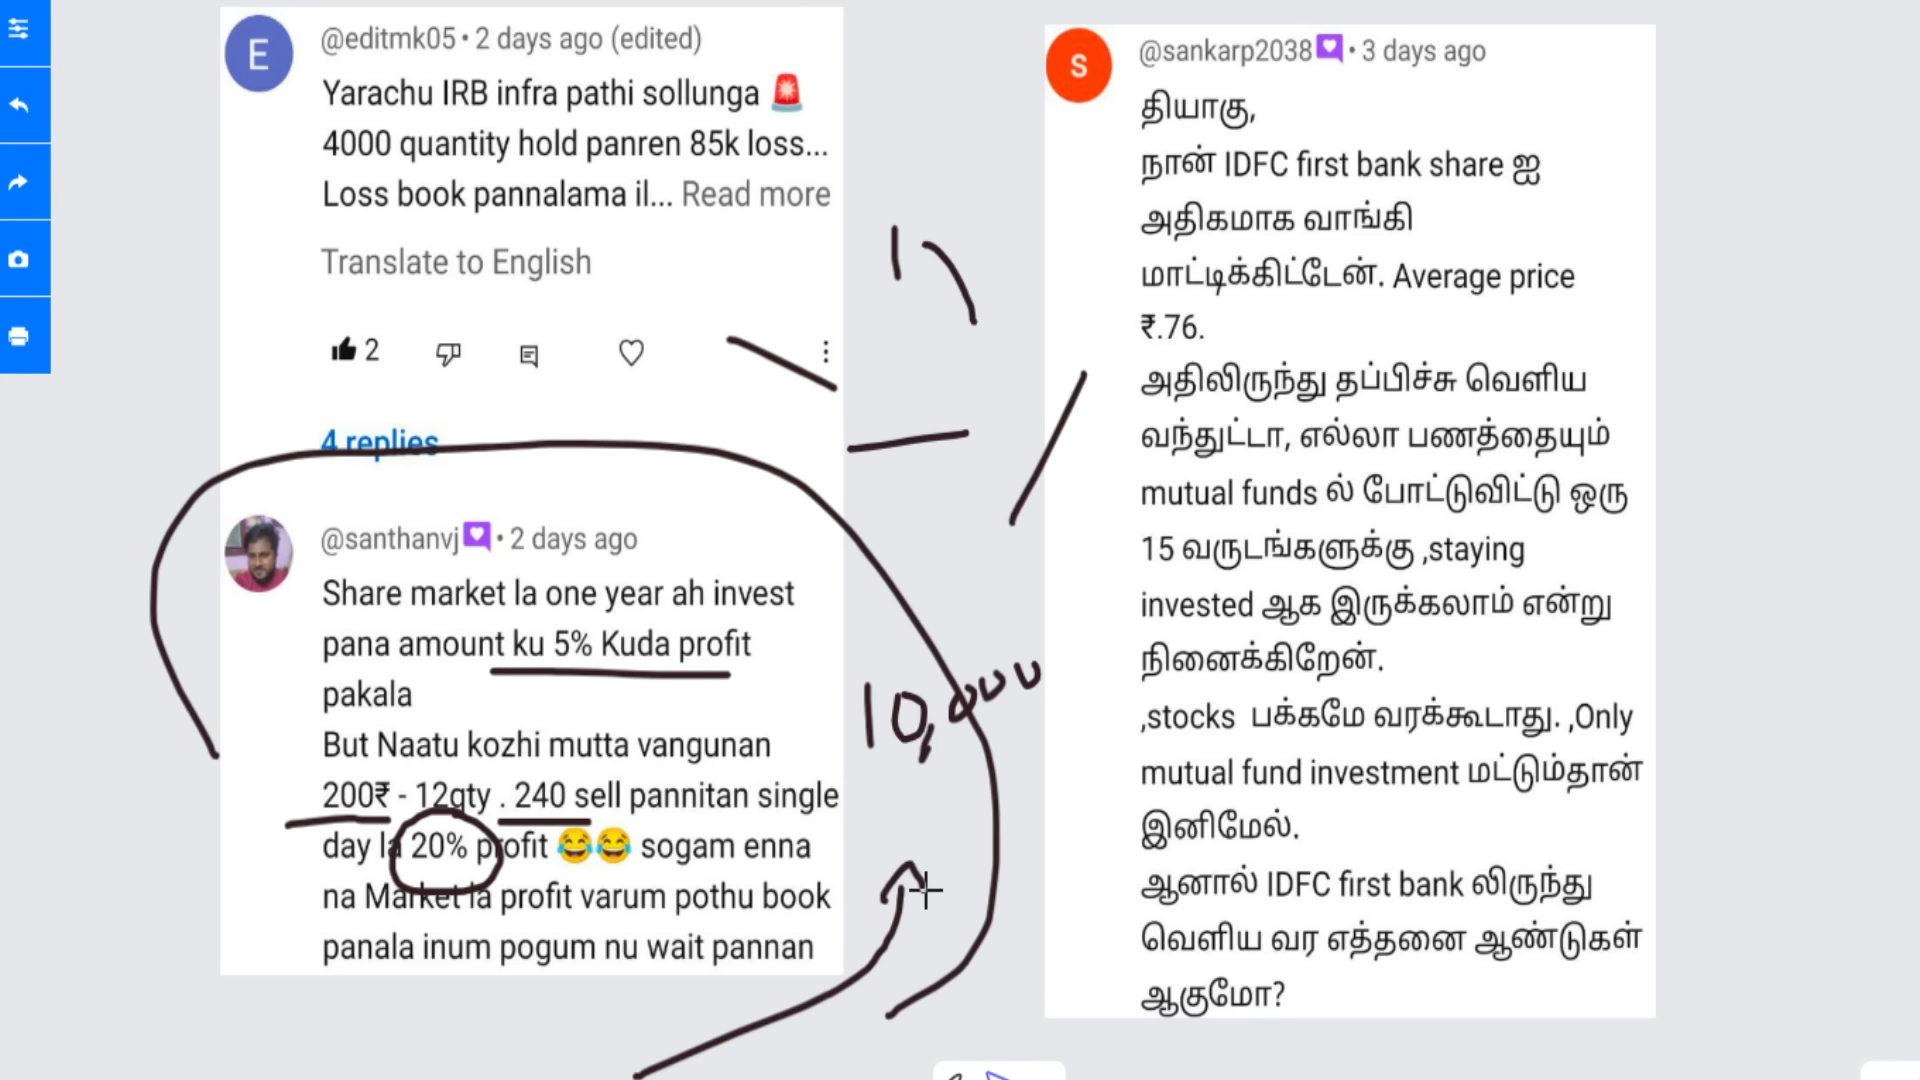 @editmk05 • 2 days ago (edited)
Yarachu IRB infra pathi sollunga 🚨
4000 quantity hold panren 85k loss...
Loss book pannalama il... Read more
Translate to English
2
4 replies
@santhanvj • 2 days ago
Share market la one year ah invest
pana amount ku 5% Kuda profit
pakala
But Naatu kozhi mutta vangunan
200₹ - 12qty . 240 sell pannitan single
day la 20% profit 😂😂 sogam enna
na Market la profit varum pothu book
panala inum pogum nu wait pannan
10,000
@sankarp2038 • 3 days ago
தியாகு,
நான் IDFC first bank share ஐ
அதிகமாக வாங்கி
மாட்டிக்கிட்டேன். Average price
₹.76.
அதிலிருந்து தப்பிச்சு வெளிய
வந்துட்டா, எல்லா பணத்தையும்
mutual funds ல் போட்டுவிட்டு ஒரு
15 வருடங்களுக்கு ,staying
invested ஆக இருக்கலாம் என்று
நினைக்கிறேன்.
,stocks பக்கமே வரக்கூடாது. ,Only
mutual fund investment மட்டும்தான்
இனிமேல்.
ஆனால் IDFC first bank லிருந்து
வெளிய வர எத்தனை ஆண்டுகள்
ஆகுமோ?
E
S